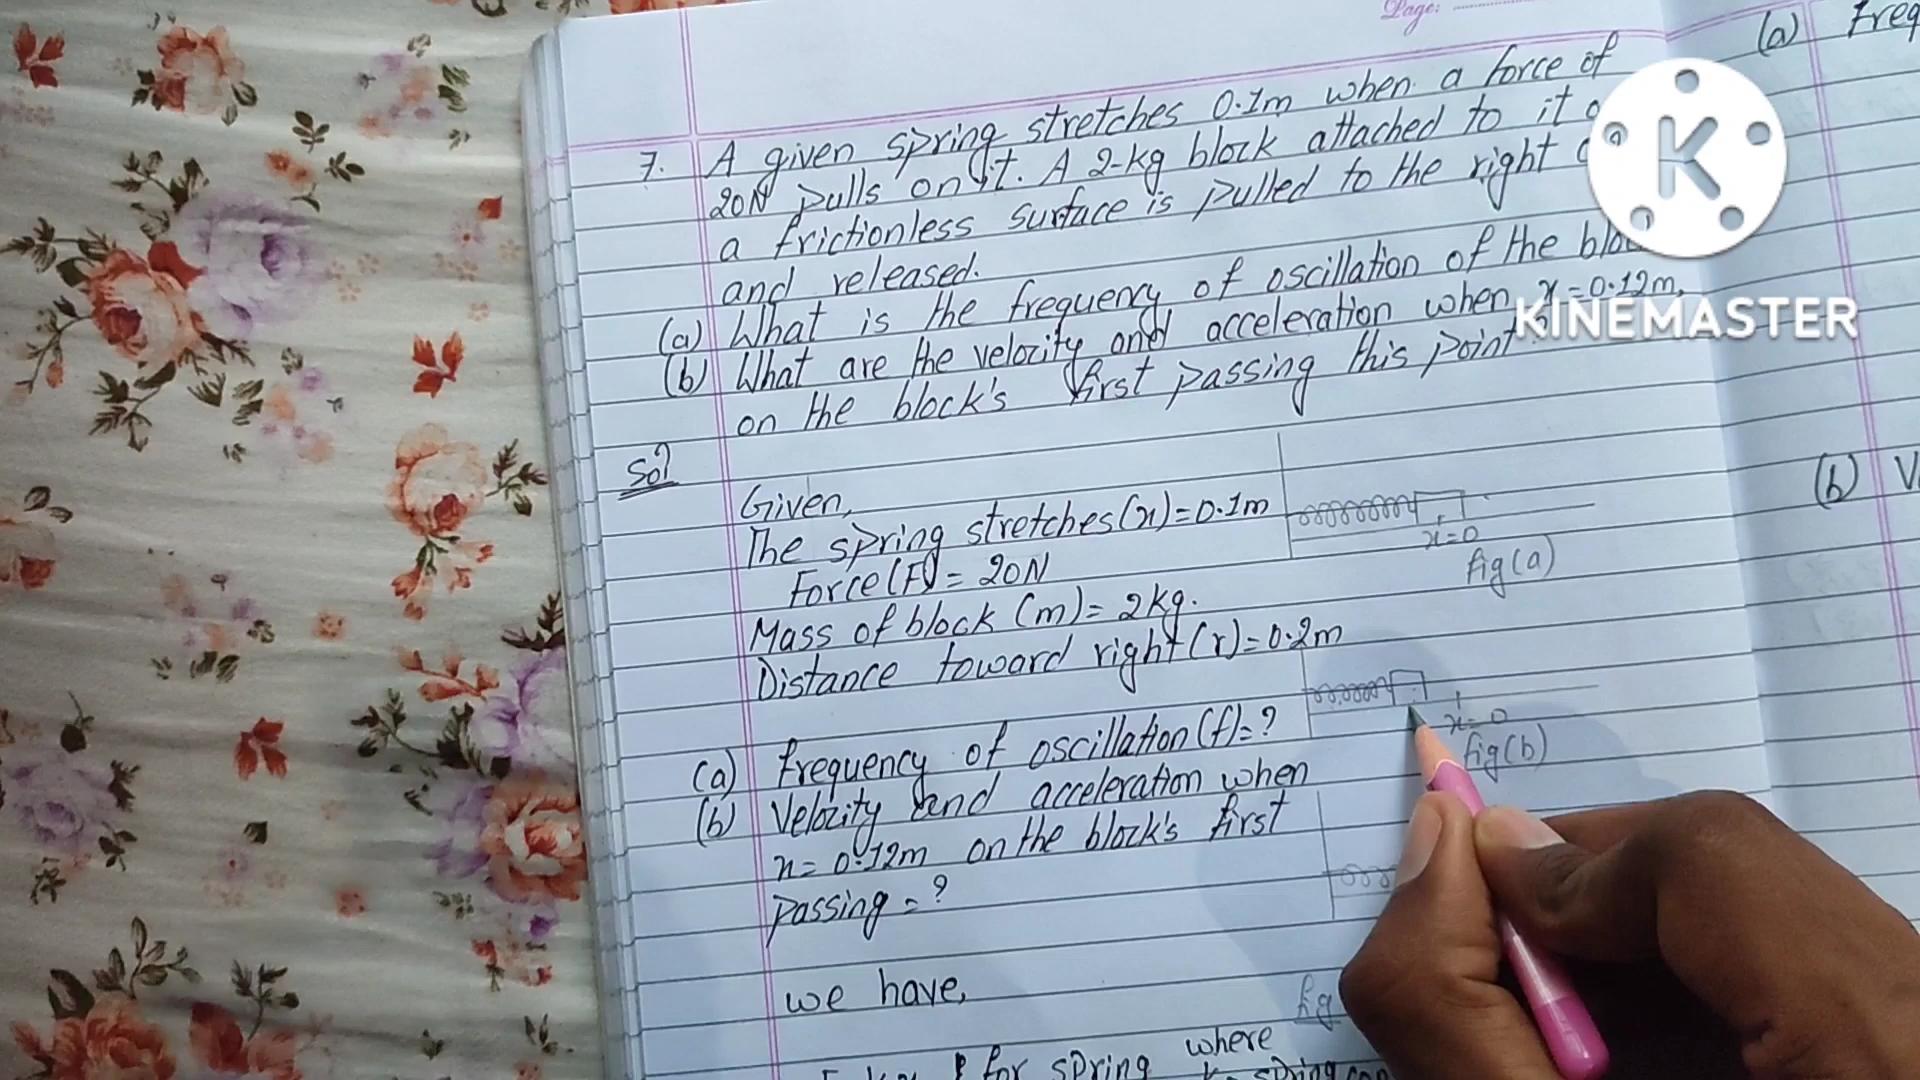 Page:
7. A given spring stretches 0.1m when a force of
20N pulls on it. A 2-kg block attached to it
a frictionless surface is pulled to the right
and released.
(a) What is the frequency of oscillation of the
(b) What are the velocity and acceleration when x=0.12m,
on the block's first passing this point
Soln
Given,
The spring stretches(x)=0.1m
Force(F)= 20N
Mass of block (m)= 2kg.
Distance toward right(r)=0.2m
(a) frequency of oscillation(f)=?
(b) Velocity and acceleration when
x= 0.12m on the block's first
passing = ?
we have,
for spring where
x=0
fig(a)
x=0
fig(b)
fig
(a)
(b)
K
KINEMASTER